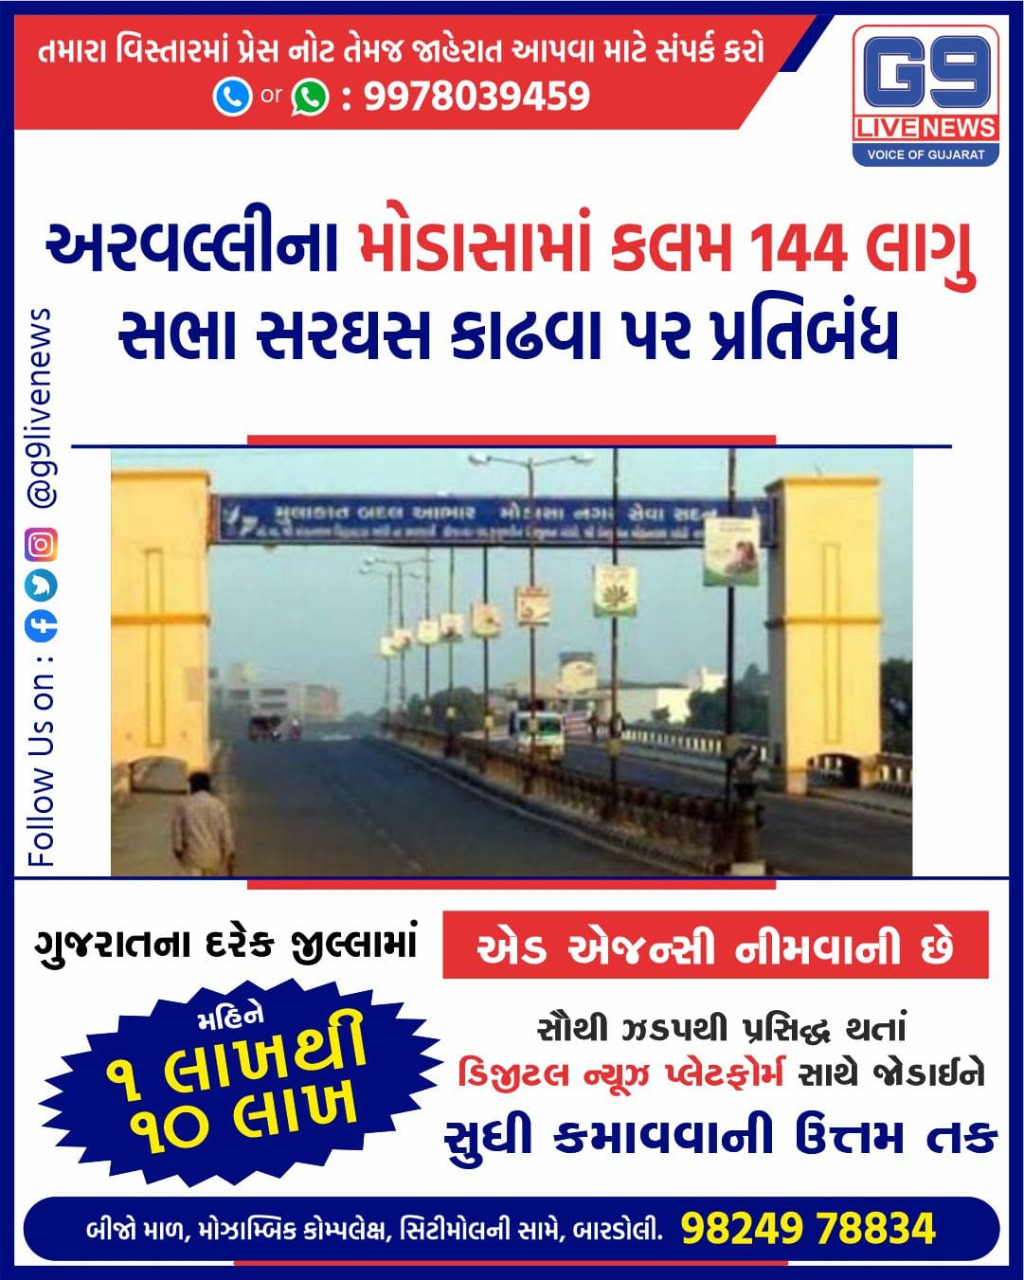 તમારા વિસ્તારમાં પ્રેસ નોટ તેમજ જાહેરાત આપવા માટે સંપર્ક કરો
or : 9978039459
G9
LIVE NEWS
VOICE OF GUJARAT
અરવલ્લીના મોડાસામાં કલમ 144 લાગુ
સભા સરઘસ કાઢવા પર પ્રતિબંધ
Follow Us on : @g9livenews
મુલાકાત બદલ આભાર મોડાસા નગર સેવા સદન
ગુજરાતના દરેક જીલ્લામાં
એડ એજન્સી નીમવાની છે
મહિને
૧ લાખથી
૧૦ લાખ
સૌથી ઝડપથી પ્રસિદ્ધ થતાં
ડિજીટલ ન્યૂઝ પ્લેટફોર્મ સાથે જોડાઈને
સુધી કમાવવાની ઉત્તમ તક
બીજો માળ, મોઝામ્બિક કોમ્પલેક્ષ, સિટીમોલની સામે, બારડોલી. 98249 78834